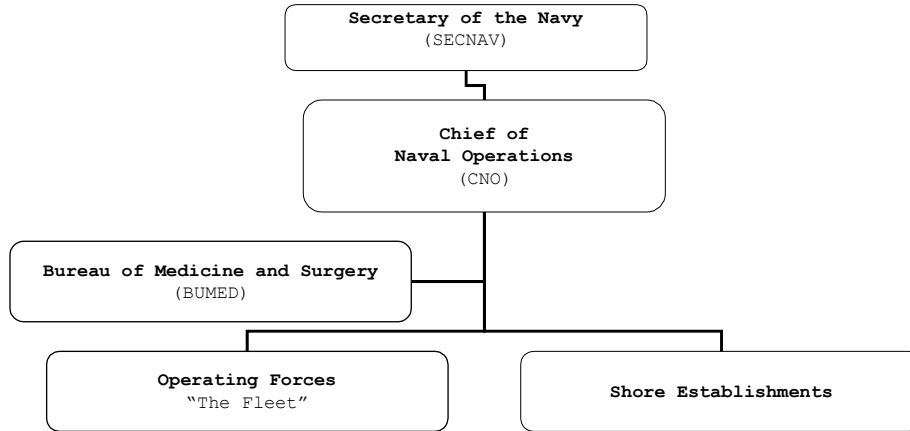 Secretary of the Navy
(SECNAV)
Chief of
Naval Operations
(CNO)
Bureau of Medicine and Surgery
(BUMED)
Operating Forces
“The Fleet”
Shore Establishments